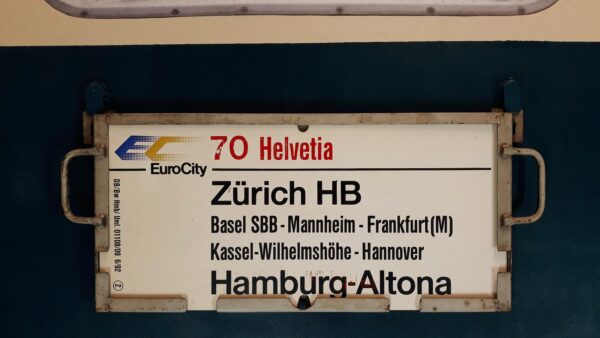 EC
EuroCity
70 Helvetia
Zürich HB
Basel SBB - Mannheim - Frankfurt(M)
Kassel-Wilhelmshöhe - Hannover
Hamburg-Altona